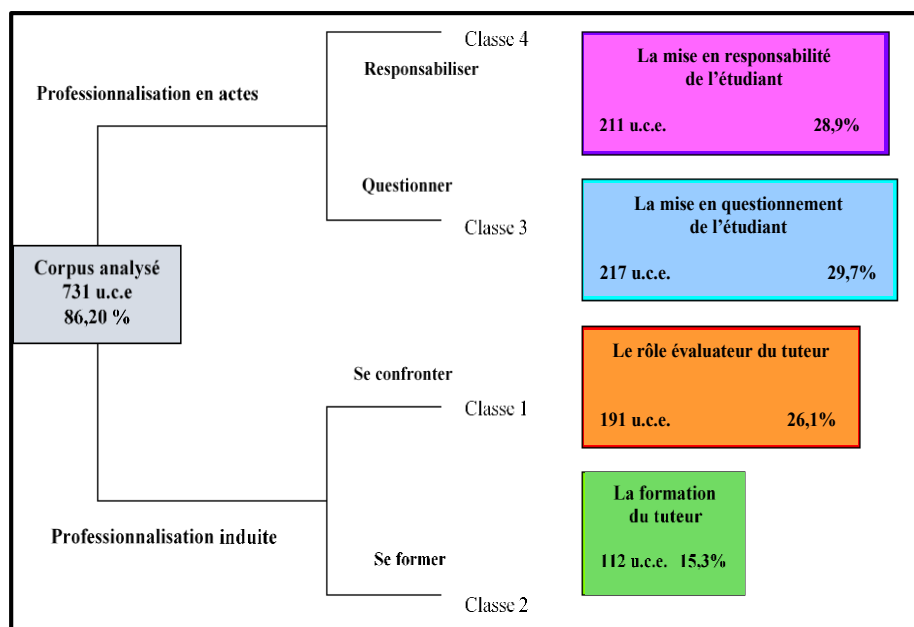 Classe 4
La mise en responsabilité
de l'étudiant
Responsabiliser
Professionnalisation en actes
211 u.c.e. 28,9%
Questionner
La mise en questionnement
de l'étudiant
Classe 3
217 u.c.e. 29,7%
Corpus analysé
731 u.c.e
86,20 %
Se confronter
Le rôle évaluateur du tuteur
Classe 1
191 u.c.e. 26,1%
La formation
du tuteur
Professionnalisation induite
Se former
112 u.c.e. 15,3%
Classe 2